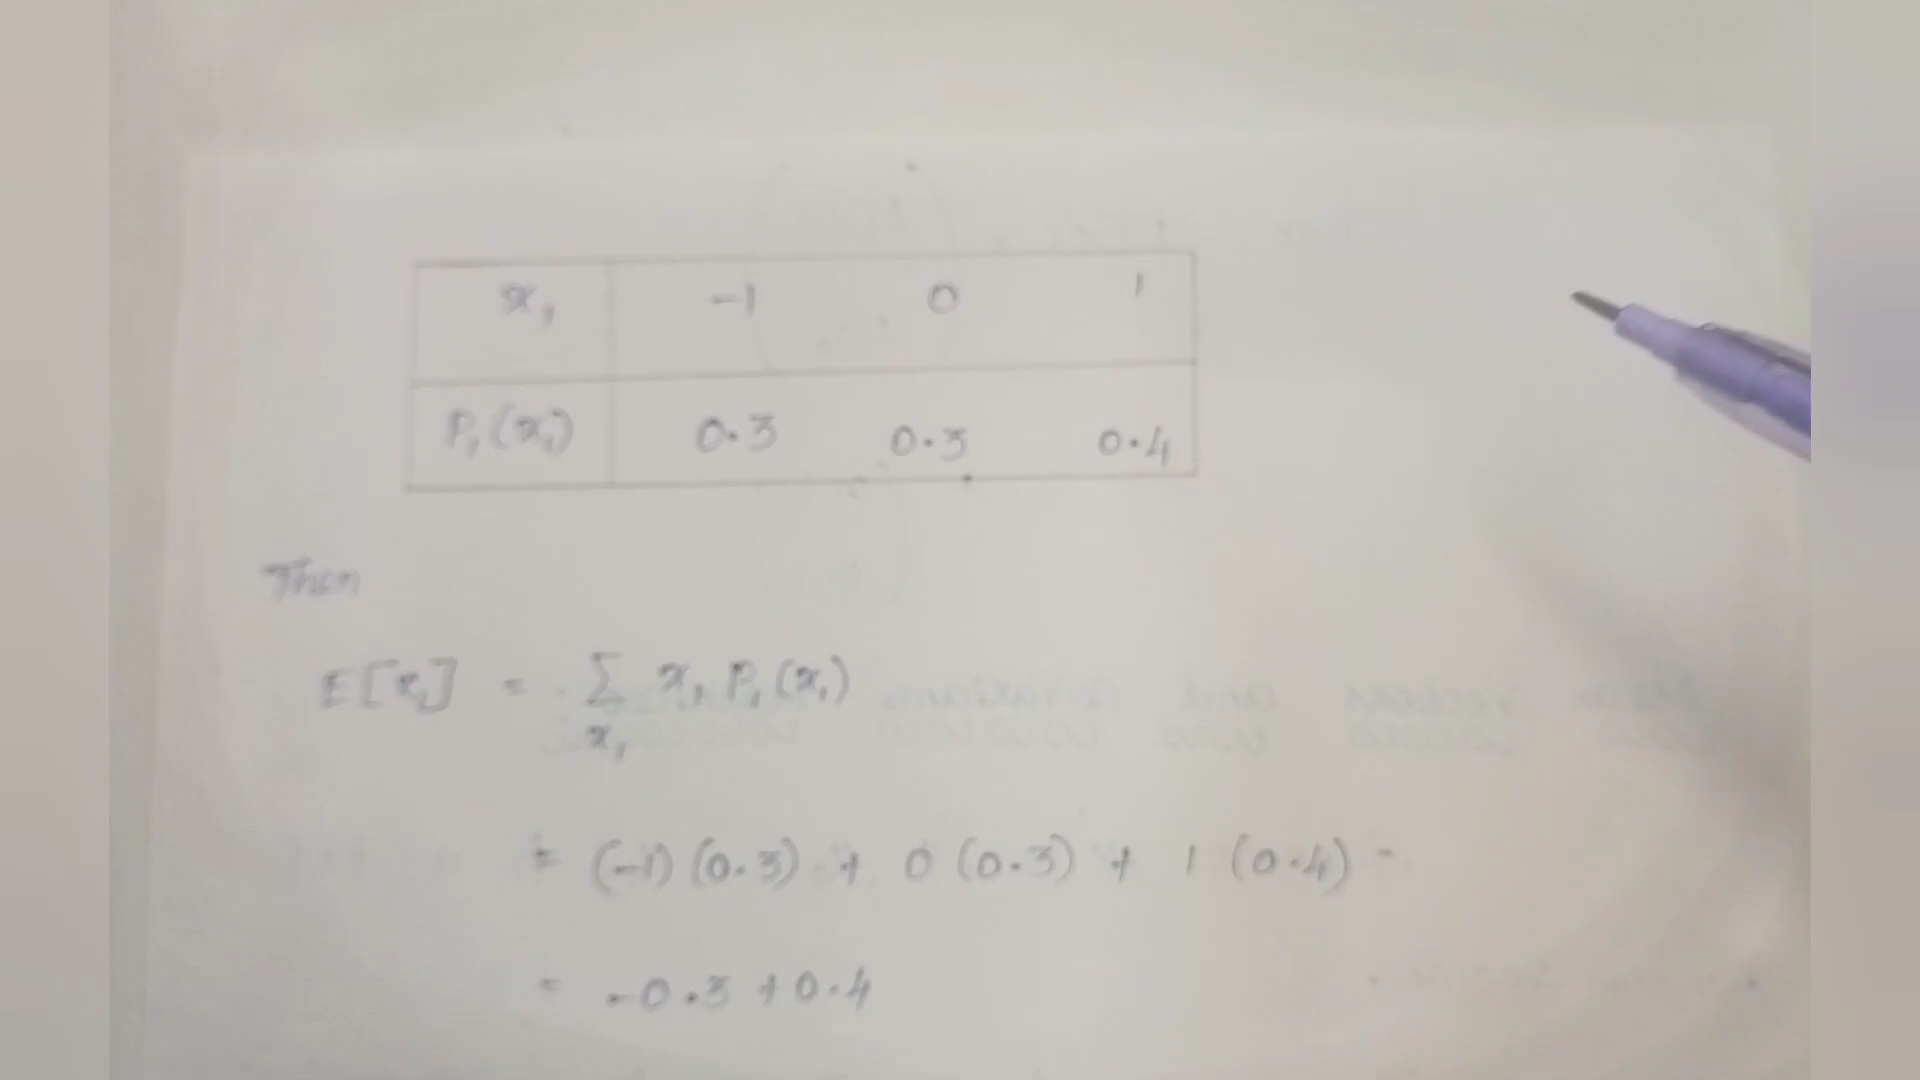 x₁ -1 0 1
P₁(x₁) 0.3 0.3 0.4
Then
E[x₁] = ∑ x₁ P₁(x₁)
x₁
= (-1) (0.3) + 0 (0.3) + 1 (0.4)
= -0.3 + 0.4